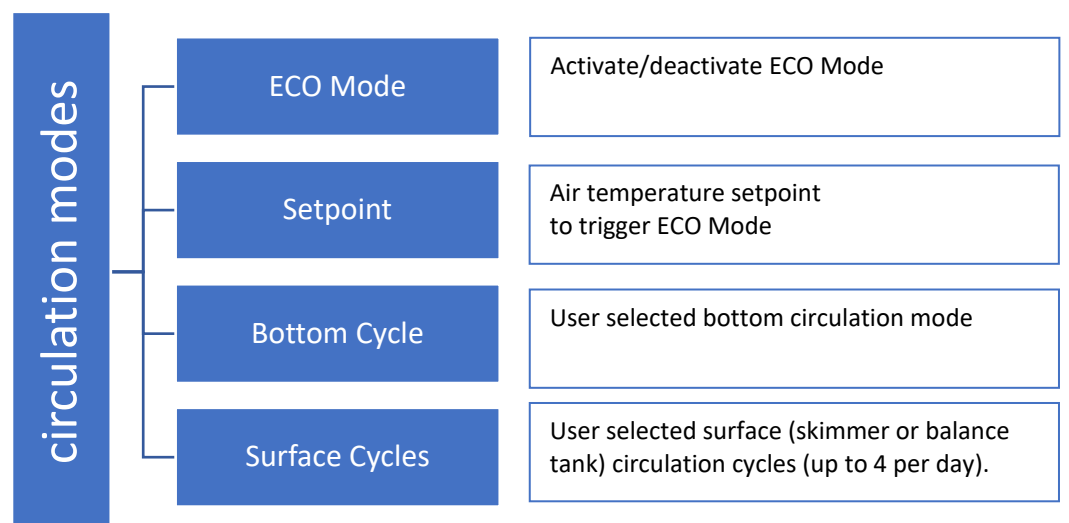 circulation modes
ECO Mode
Activate/deactivate ECO Mode
Setpoint
Air temperature setpoint
to trigger ECO Mode
Bottom Cycle
User selected bottom circulation mode
Surface Cycles
User selected surface (skimmer or balance
tank) circulation cycles (up to 4 per day).